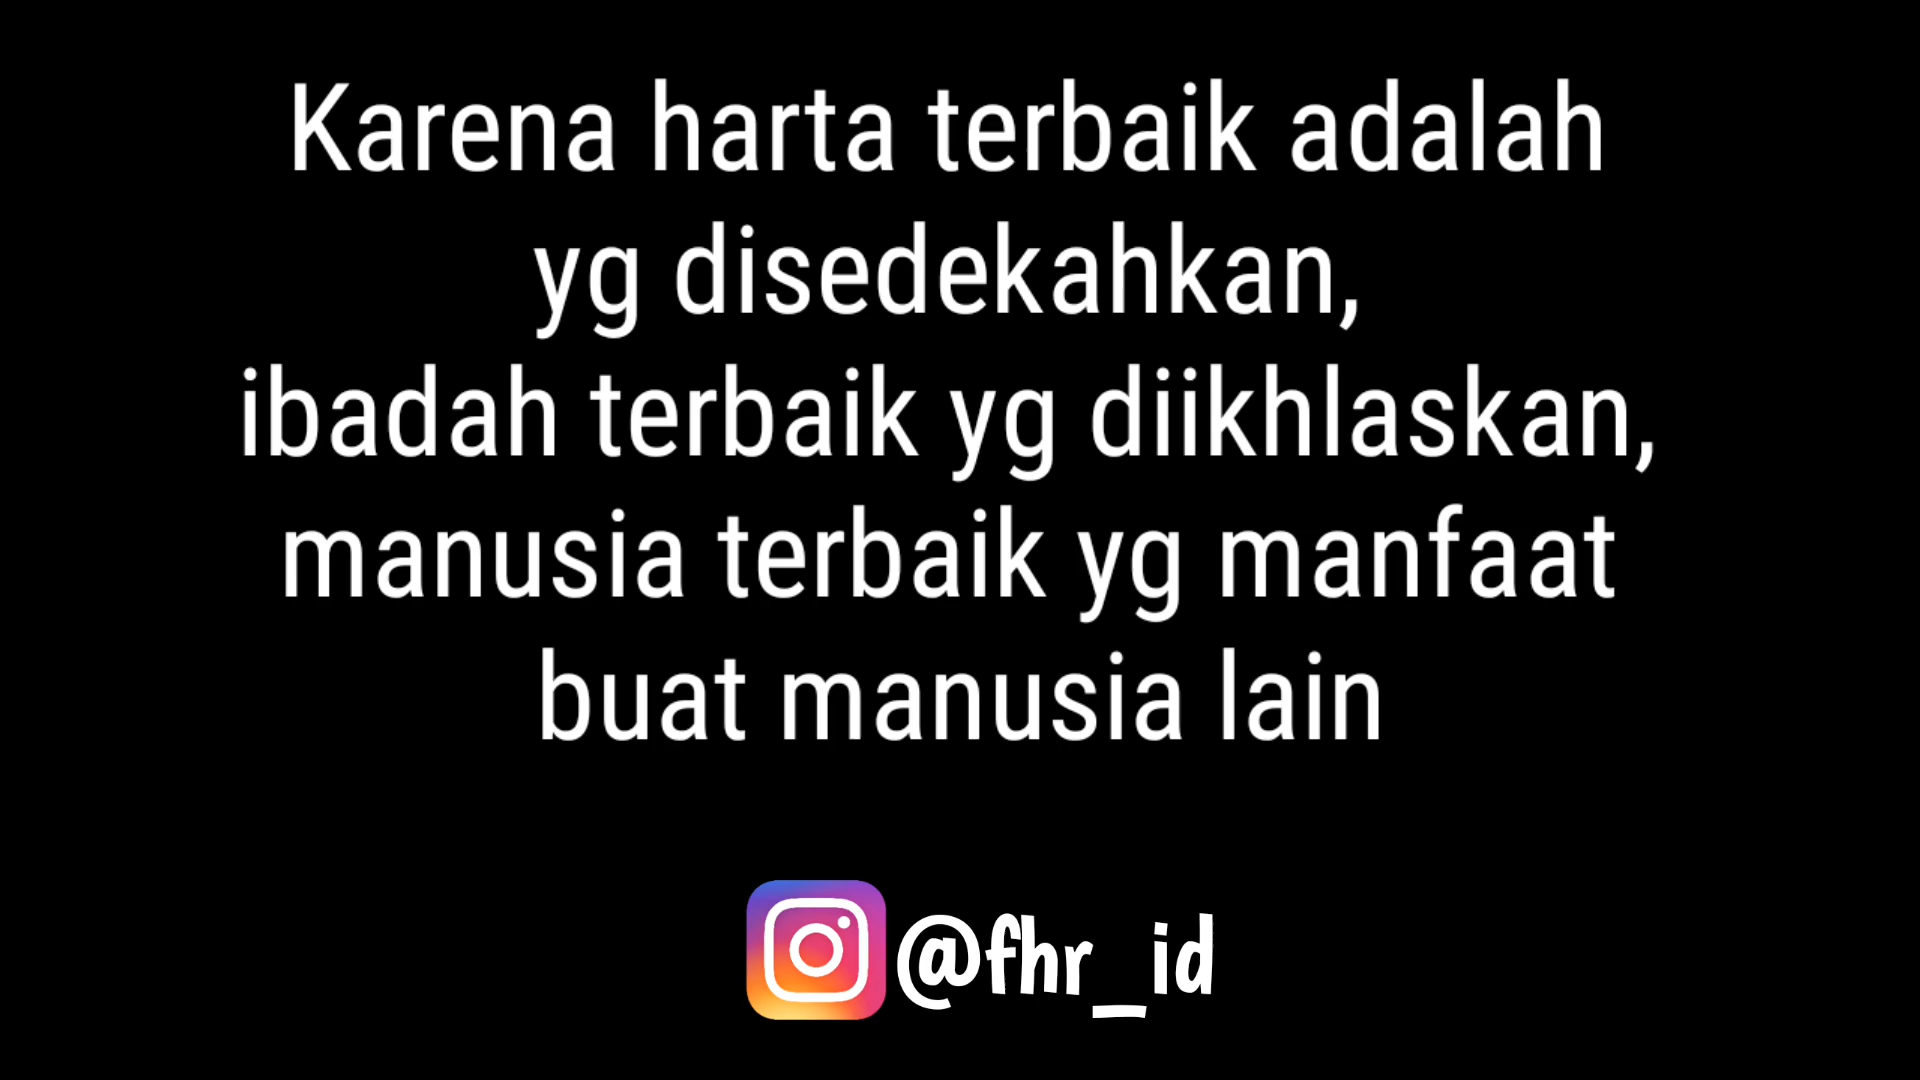 Karena harta terbaik adalah
yg disedekahkan,
ibadah terbaik yg diikhlaskan,
manusia terbaik yg manfaat
buat manusia lain
@fhr_id